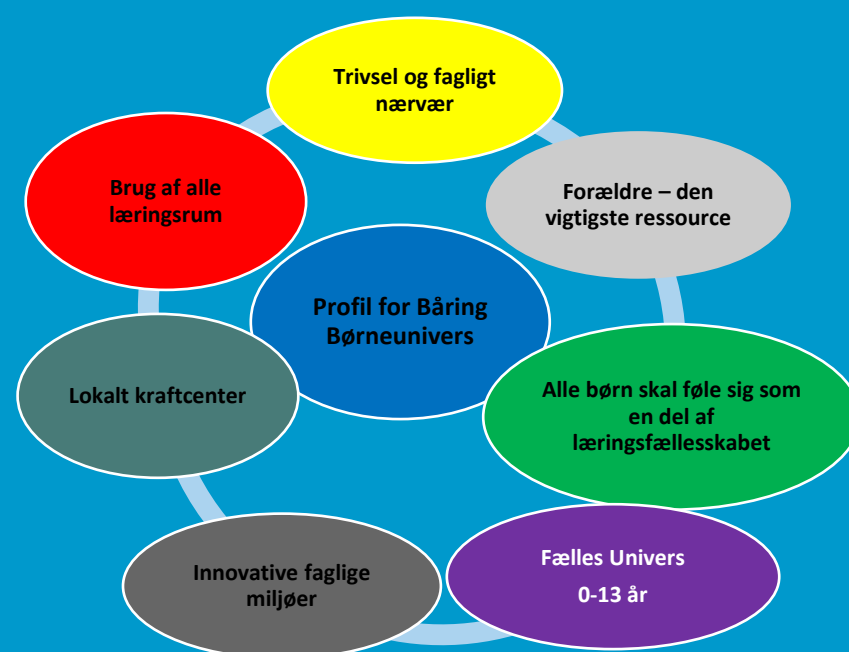 Trivsel og fagligt
nærvær
Forældre – den
vigtigste ressource
Alle børn skal føle sig som
en del af
læringsfællesskabet
Fælles Univers
0-13 år
Innovative faglige
miljøer
Lokalt kraftcenter
Brug af alle
læringsrum
Profil for Båring
Børneunivers